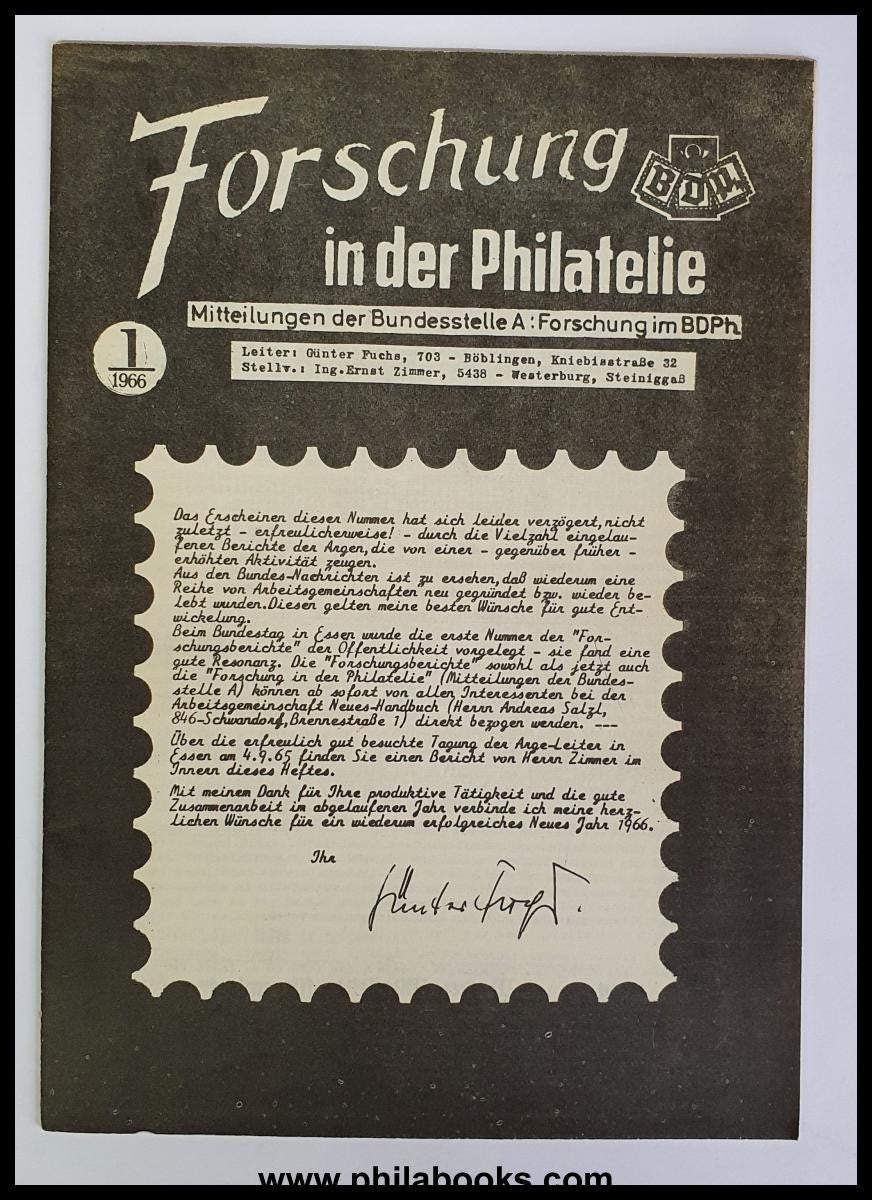 Forschung
BDPh
in der Philatelie
Mitteilungen der Bundesstelle A : Forschung im BDPh
1
1966
Leiter: Günter Fuchs, 703 - Böblingen, Kniebisstraße 32
Stellv.: Ing.Ernst Zimmer, 5438 - Westerburg, Steiniggaß
Das Erscheinen dieser Nummer hat sich leider verzögert, nicht
zuletzt - erfreulicherweise! - durch die Vielzahl eingelau-
fener Berichte der Argen, die von einer - gegenüber früher -
erhöhten Aktivität zeugen.
Aus den Bundes-Nachrichten ist zu ersehen, daß wiederum eine
Reihe von Arbeitsgemeinschaften neu gegründet bzw. wieder be-
lebt wurden. Diesen gelten meine besten Wünsche für gute Ent-
wickelung.
Beim Bundestag in Essen wurde die erste Nummer der "For-
schungsberichte" der Öffentlichkeit vorgelegt - sie fand eine
gute Resonanz. Die "Forschungsberichte" sowohl als jetzt auch
die "Forschung in der Philatelie" (Mitteilungen der Bundes-
stelle A) können ab sofort von allen Interessenten bei der
Arbeitsgemeinschaft Neues-Handbuch (Herrn Andreas Salzl,
846-Schwandorf, Brennestraße 1) direkt bezogen werden. ---
Über die erfreulich gut besuchte Tagung der Arge-Leiter in
Essen am 4.9.65 finden Sie einen Bericht von Herrn Zimmer im
Innern dieses Heftes.
Mit meinem Dank für Ihre produktive Tätigkeit und die gute
Zusammenarbeit im abgelaufenen Jahr verbinde ich meine herz-
lichen Wünsche für ein wiederum erfolgreiches Neues Jahr 1966.
Ihr
Günter Fuchs.
www.philabooks.com